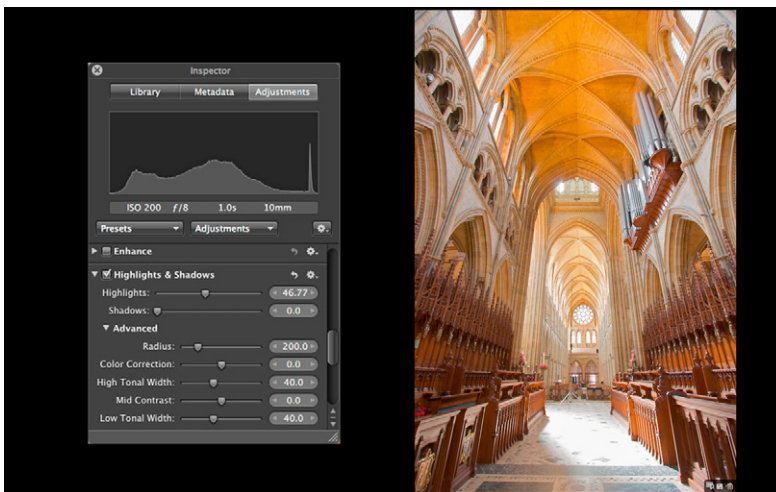 Inspector
Library Metadata Adjustments
ISO 200 f/8 1.0s 10mm
Presets Adjustments
Enhance
Highlights & Shadows
Highlights: 46.77
Shadows: 0.0
Advanced
Radius: 200.0
Color Correction: 0.0
High Tonal Width: 40.0
Mid Contrast: 0.0
Low Tonal Width: 40.0